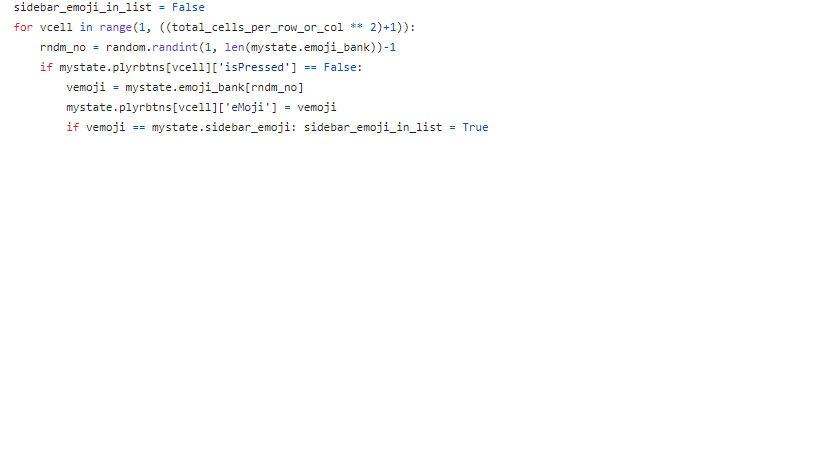 sidebar_emoji_in_list = False
for vcell in range(1, ((total_cells_per_row_or_col ** 2)+1)):
    rndm_no = random.randint(1, len(mystate.emoji_bank))-1
    if mystate.plyrbtns[vcell]['isPressed'] == False:
        vemoji = mystate.emoji_bank[rndm_no]
        mystate.plyrbtns[vcell]['eMoji'] = vemoji
        if vemoji == mystate.sidebar_emoji: sidebar_emoji_in_list = True